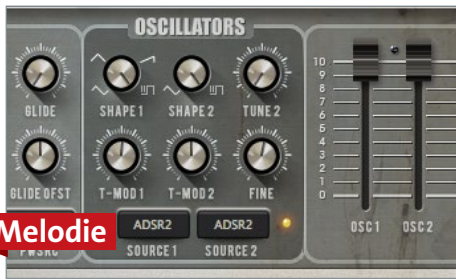 OSCILLATORS
GLIDE
SHAPE 1
SHAPE 2
TUNE 2
10
9
8
7
6
5
4
3
2
1
0
GLIDE OFST
T-MOD 1
T-MOD 2
FINE
OSC 1
OSC 2
Melodie
ADSR2
ADSR2
PWSRC
SOURCE 1
SOURCE 2